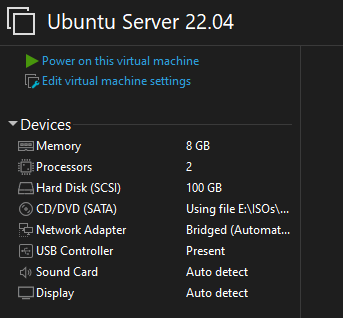 Ubuntu Server 22.04
Power on this virtual machine
Edit virtual machine settings
Devices
Memory 8 GB
Processors 2
Hard Disk (SCSI) 100 GB
CD/DVD (SATA) Using file E:\ISOs\...
Network Adapter Bridged (Automat...
USB Controller Present
Sound Card Auto detect
Display Auto detect